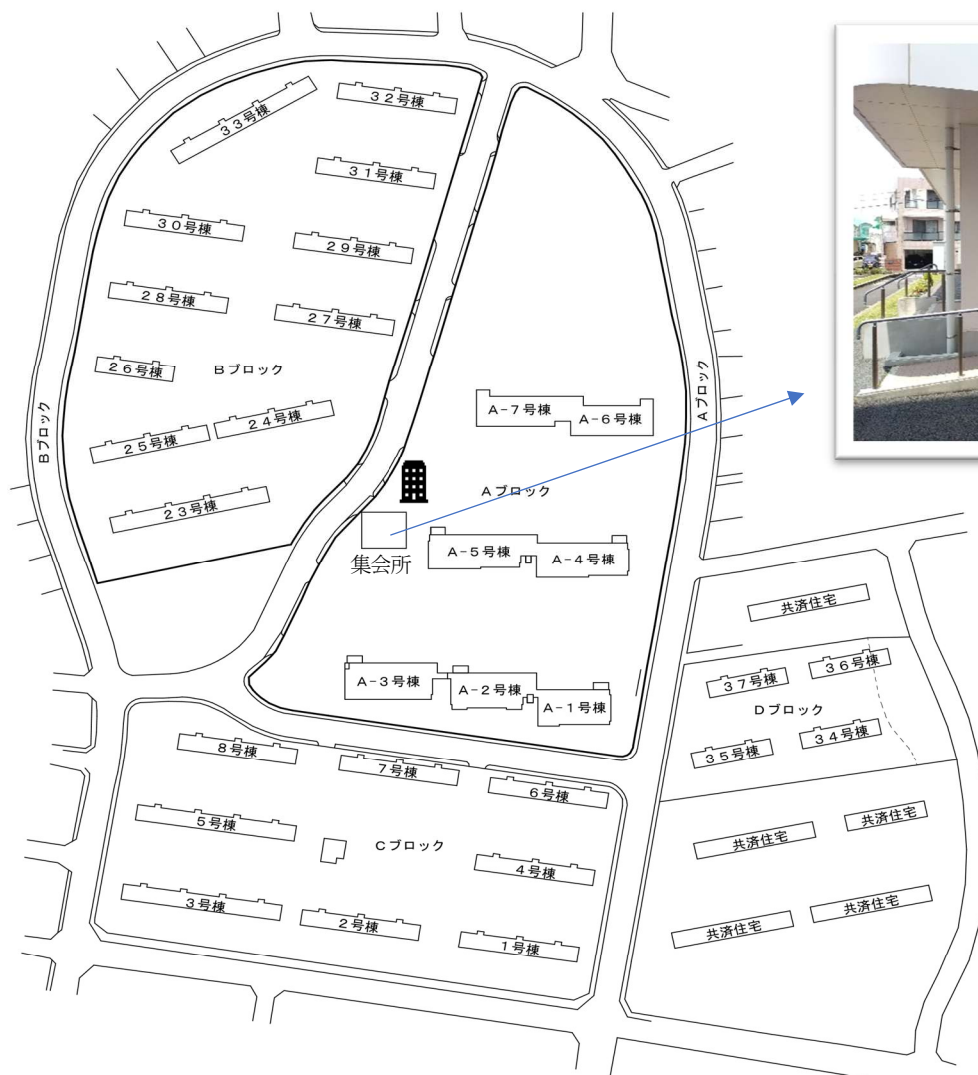 32号棟
33号棟
31号棟
30号棟
29号棟
28号棟
27号棟
26号棟
Bブロック
24号棟
25号棟
23号棟
Bブロック
Aブロック
A-7号棟
A-6号棟
Aブロック
集会所
A-5号棟
A-4号棟
A-3号棟
A-2号棟
A-1号棟
共済住宅
37号棟
36号棟
Dブロック
35号棟
34号棟
共済住宅
共済住宅
共済住宅
共済住宅
8号棟
7号棟
6号棟
5号棟
Cブロック
4号棟
3号棟
2号棟
1号棟